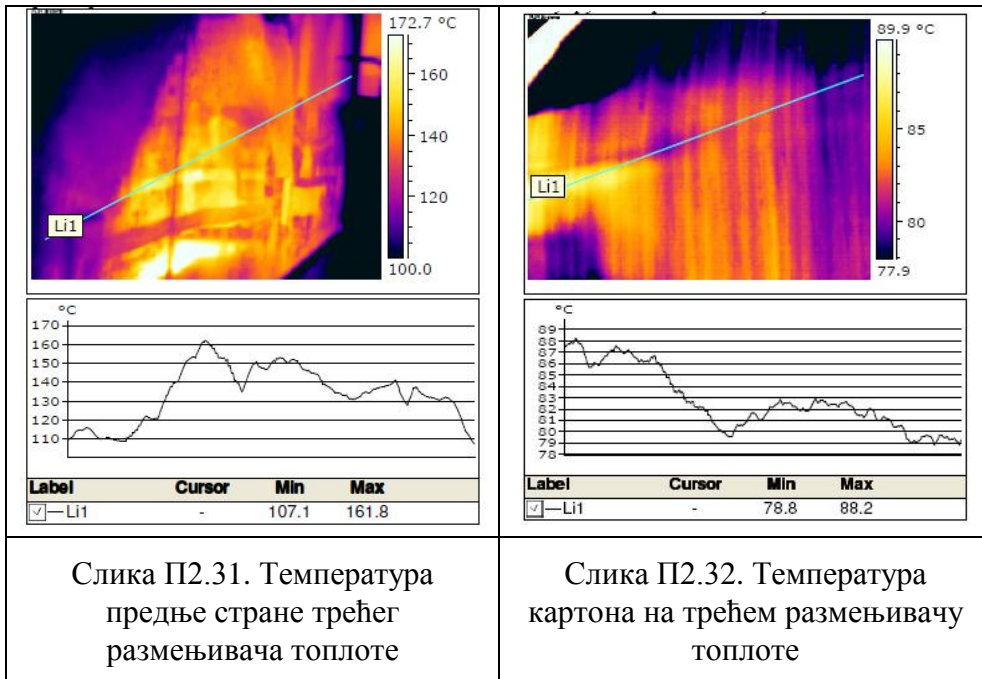 172.7 °C
160
140
120
100.0
Li1
°C
170
160
150
140
130
120
110
Label Cursor Min Max
Li1 - 107.1 161.8
Слика П2.31. Температура
предње стране трећег
размењивача топлоте
89.9 °C
85
80
77.9
Li1
°C
89
88
87
86
85
84
83
82
81
80
79
78
Label Cursor Min Max
Li1 - 78.8 88.2
Слика П2.32. Температура
картона на трећем размењивачу
топлоте